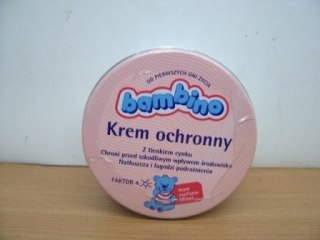 OD PIERWSZYCH DNI ŻYCIA
bambino
Krem ochronny
Z tlenkiem cynku
Chroni przed szkodliwym wpływem środowiska
Natłuszcza i łagodzi podrażnienia
FAKTOR 4